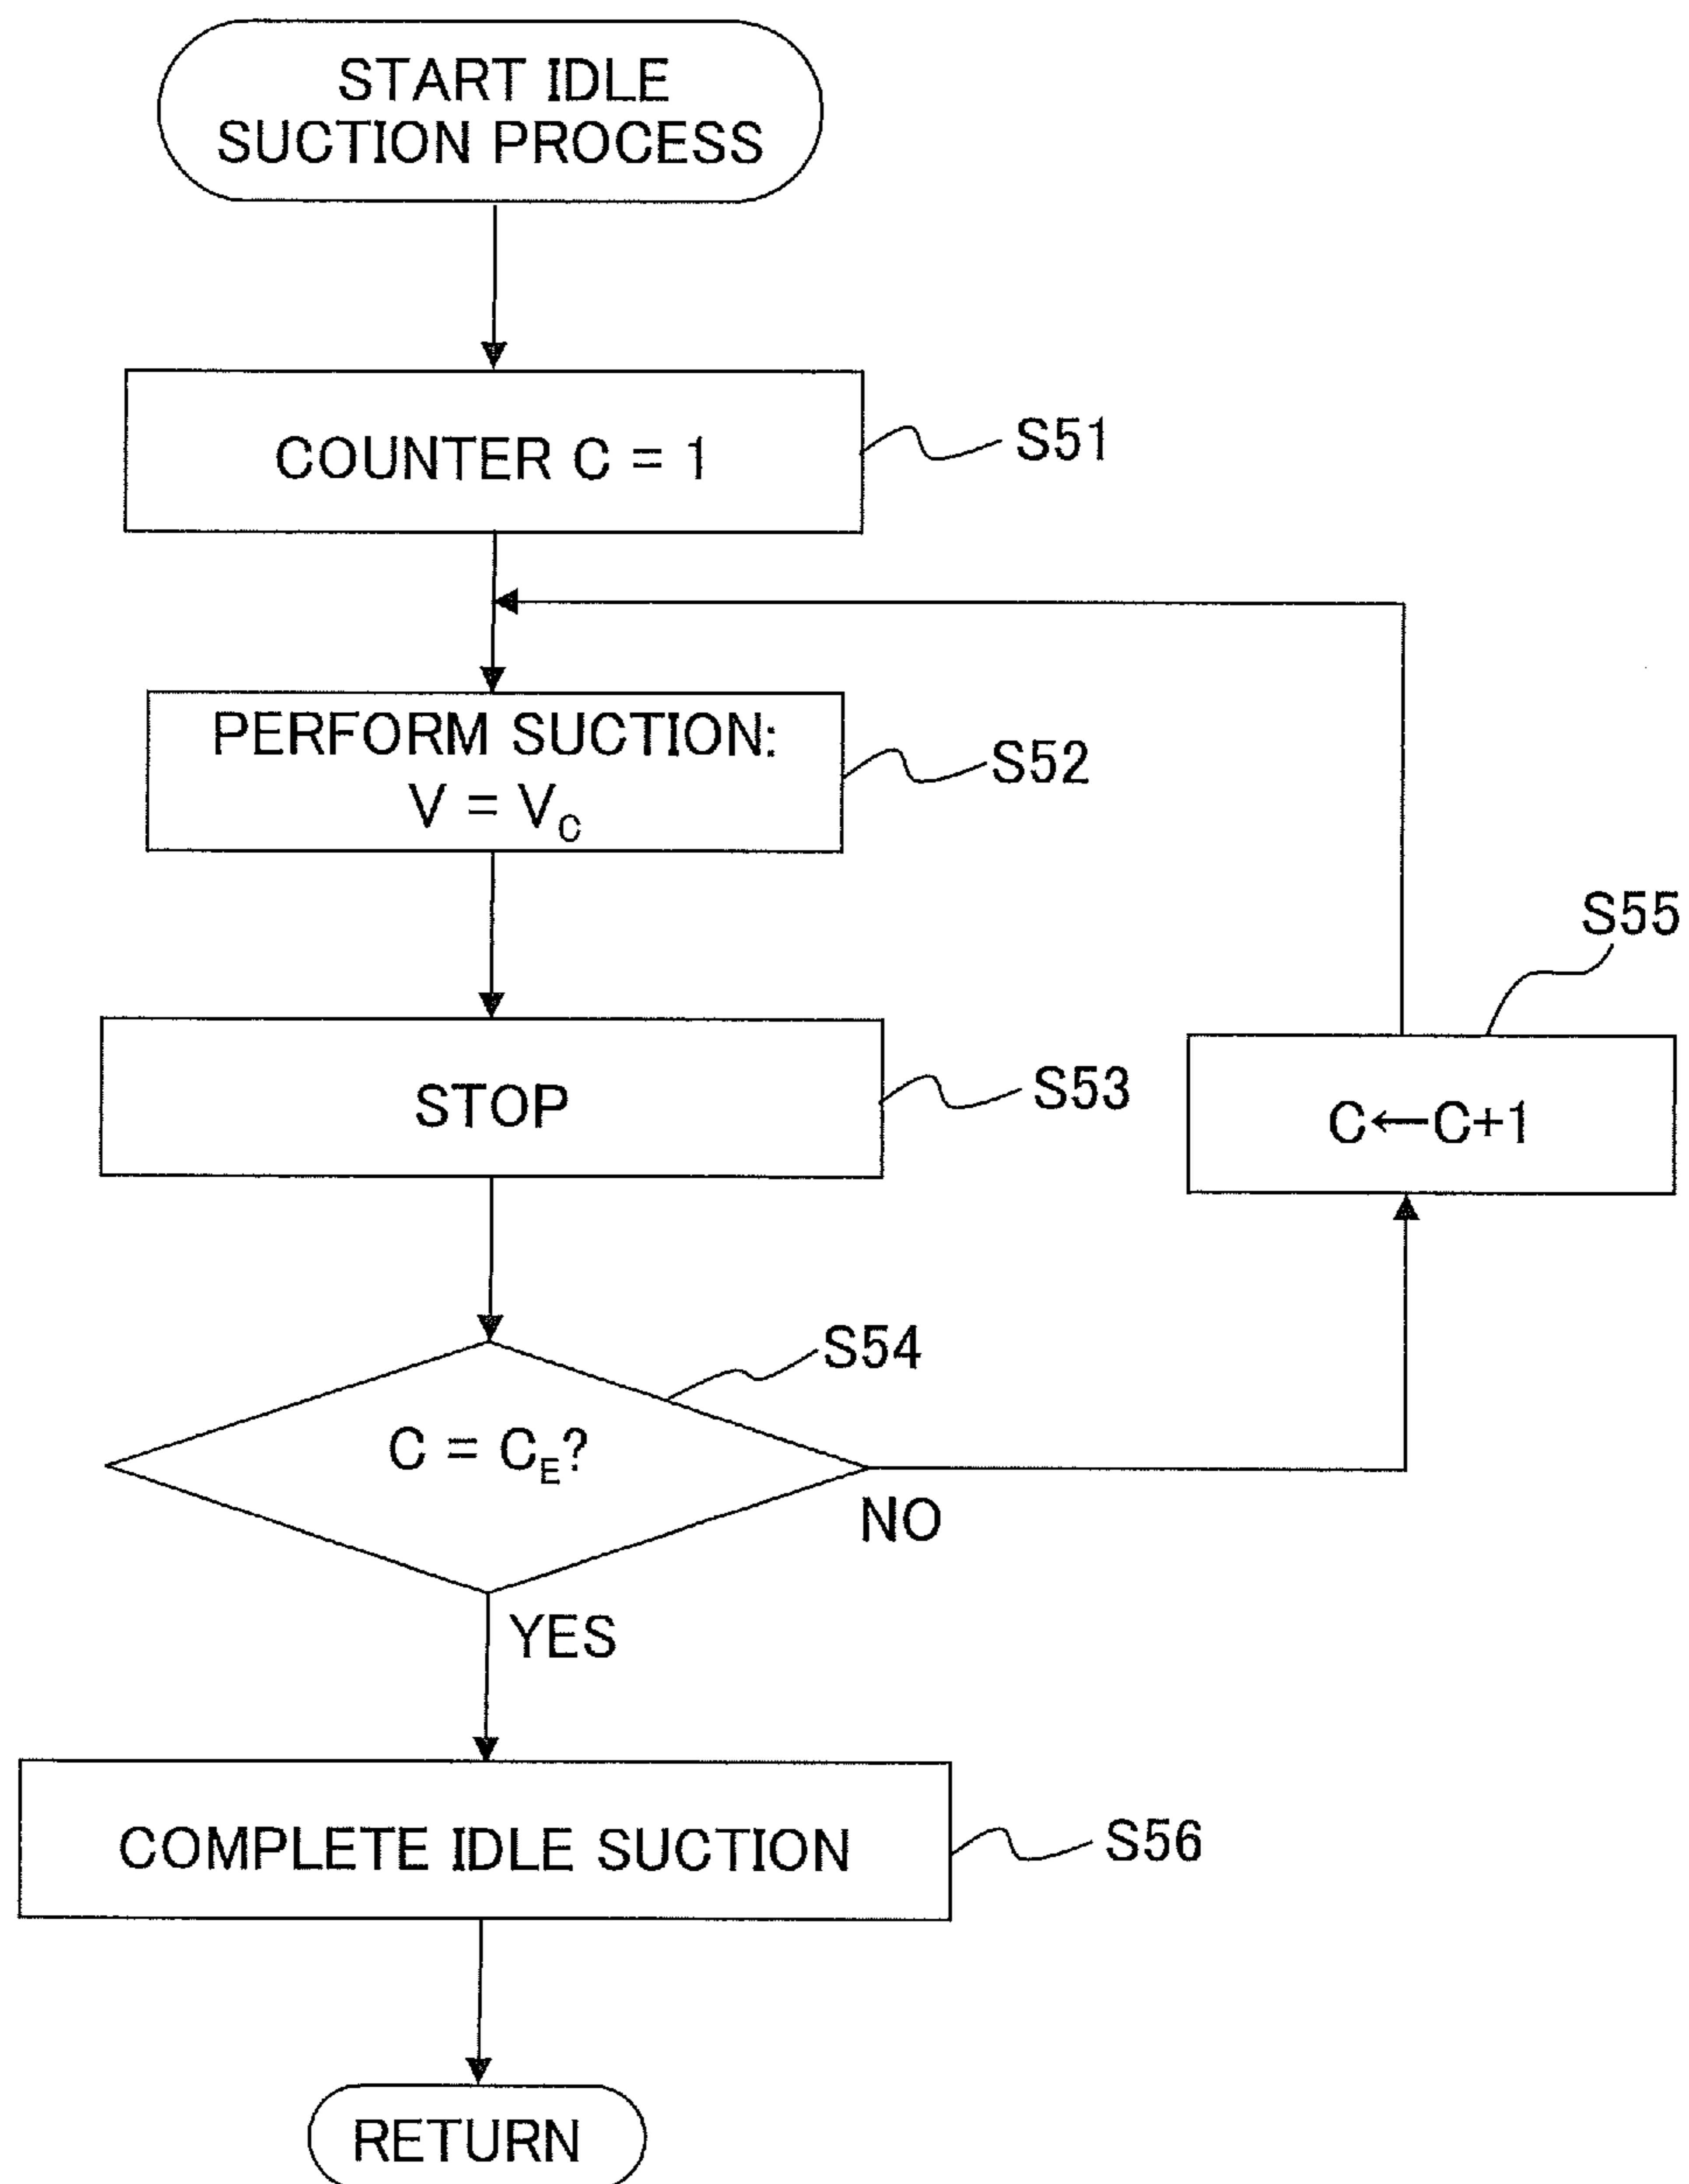 START IDLE
SUCTION PROCESS
COUNTER C = 1
S51
PERFORM SUCTION:
V = V_C
S52
S55
STOP
S53
C←C+1
S54
C = C_E?
NO
YES
COMPLETE IDLE SUCTION
S56
RETURN